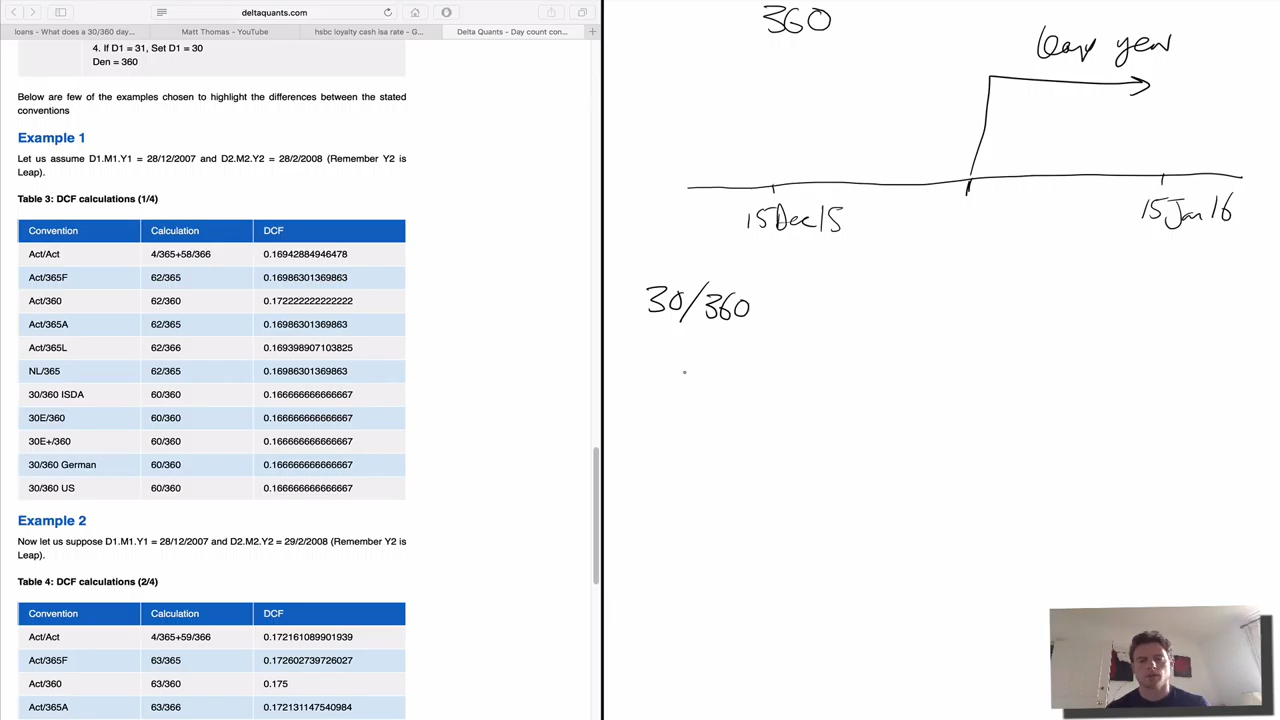 deltaquants.com
loans - What does a 30/360 day...
Matt Thomas - YouTube
hsbc loyalty cash isa rate - G...
Delta Quants - Day count con...
4. If D1 = 31, Set D1 = 30
Den = 360
Below are few of the examples chosen to highlight the differences between the stated
conventions
Example 1
Let us assume D1.M1.Y1 = 28/12/2007 and D2.M2.Y2 = 28/2/2008 (Remember Y2 is
Leap).
Table 3: DCF calculations (1/4)
Convention Calculation DCF
Act/Act 4/365+58/366 0.16942884946478
Act/365F 62/365 0.16986301369863
Act/360 62/360 0.172222222222222
Act/365A 62/365 0.16986301369863
Act/365L 62/366 0.169398907103825
NL/365 62/365 0.16986301369863
30/360 ISDA 60/360 0.166666666666667
30E/360 60/360 0.166666666666667
30E+/360 60/360 0.166666666666667
30/360 German 60/360 0.166666666666667
30/360 US 60/360 0.166666666666667
Example 2
Now let us suppose D1.M1.Y1 = 28/12/2007 and D2.M2.Y2 = 29/2/2008 (Remember Y2 is
Leap).
Table 4: DCF calculations (2/4)
Convention Calculation DCF
Act/Act 4/365+59/366 0.172161089901939
Act/365F 63/365 0.172602739726027
Act/360 63/360 0.175
Act/365A 63/366 0.172131147540984
360
leap year
15Dec15
15Jan16
30/360